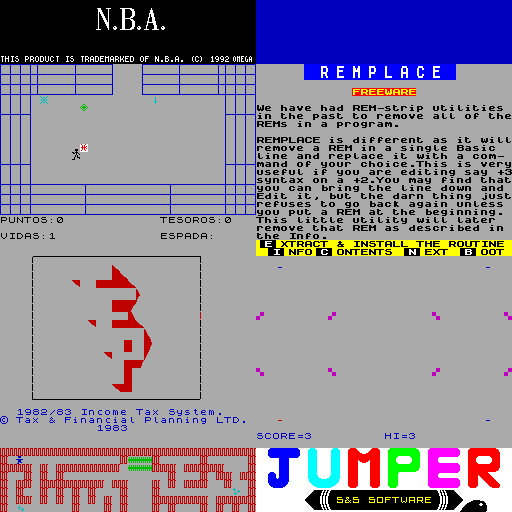 N.B.A.
THIS PRODUCT IS TRADEMARKED OF N.B.A. (C) 1992 OMEGA
PUNTOS:0 TESOROS:0
VIDAS:1 ESPADA:
REMPLACE
FREEWARE
We have had REM-strip utilities
in the past to remove all of the
REMs in a program.
REMPLACE is different as it will
remove a REM in a single Basic
line and replace it with a com-
mand of your choice.This is very
useful if you are editing say +3
syntax on a +2.You may find that
you can bring the line down and
Edit it, but the darn thing just
refuses to go back again unless
you put a REM at the beginning.
This little utility will later
remove that REM as described in
the Info.
EXTRACT & INSTALL THE ROUTINE
INFO CONTENTS NEXT BOOT
1982/83 Income Tax System.
© Tax & Financial Planning LTD.
1983
SCORE=3 HI=3
JUMPER
S&S SOFTWARE